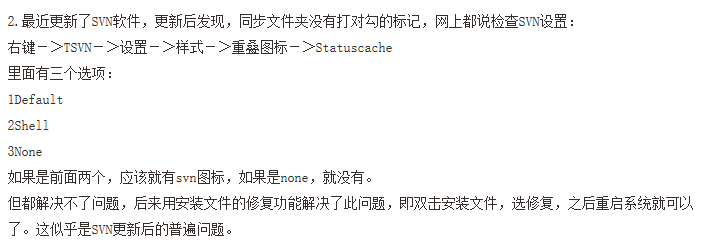 2.最近更新了SVN软件，更新后发现，同步文件夹没有打对勾的标记，网上都说检查SVN设置：
右键－＞TSVN－＞设置－＞样式－＞重叠图标－＞Statuscache
里面有三个选项：
1Default
2Shell
3None
如果是前面两个，应该就有svn图标，如果是none，就没有。
但都解决不了问题，后来用安装文件的修复功能解决了此问题，即双击安装文件，选修复，之后重启系统就可以
了。这似乎是SVN更新后的普遍问题。